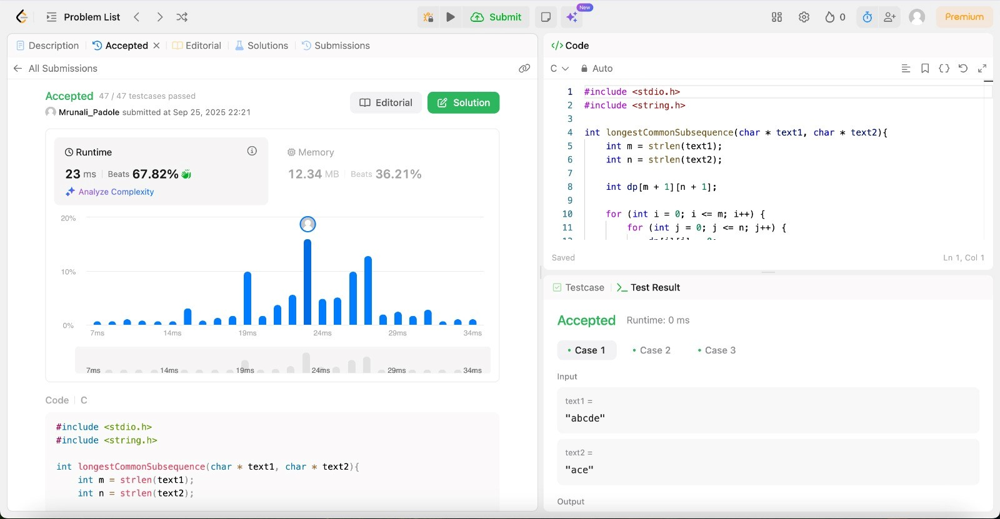 Problem List
Submit
New
0
Premium
Description
Accepted
Editorial
Solutions
Submissions
All Submissions
Accepted 47 / 47 testcases passed
Mrunali_Padole submitted at Sep 25, 2025 22:21
Editorial
Solution
Runtime
23 ms
Beats 67.82%
Analyze Complexity
Memory
12.34 MB
Beats 36.21%
20%
10%
0%
7ms 14ms 19ms 24ms 29ms 34ms
7ms 14ms 19ms 24ms 29ms 34ms
Code
C
#include <stdio.h>
#include <string.h>
int longestCommonSubsequence(char * text1, char * text2){
int m = strlen(text1);
int n = strlen(text2);
</> Code
C
Auto
1 #include <stdio.h>
2 #include <string.h>
3
4 int longestCommonSubsequence(char * text1, char * text2){
5 int m = strlen(text1);
6 int n = strlen(text2);
7
8 int dp[m + 1][n + 1];
9
10 for (int i = 0; i <= m; i++) {
11 for (int j = 0; j <= n; j++) {
Saved
Ln 1, Col 1
Testcase
Test Result
Accepted Runtime: 0 ms
Case 1
Case 2
Case 3
Input
text1 =
"abcde"
text2 =
"ace"
Output